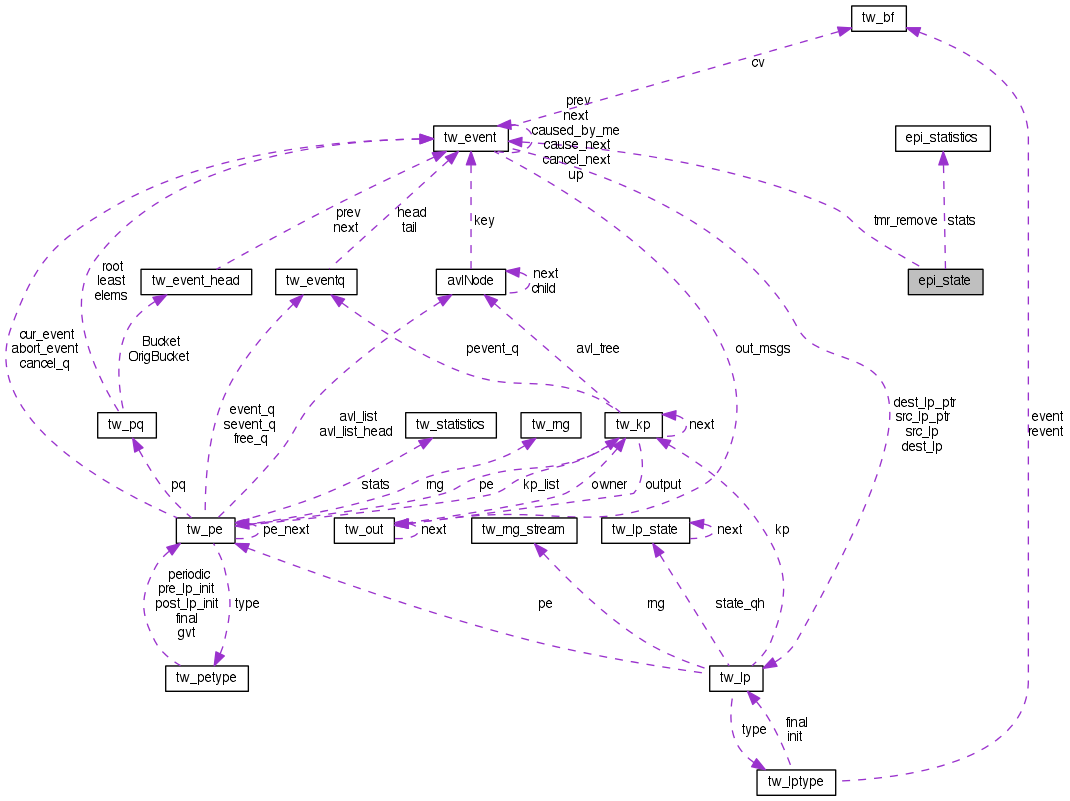 tw_bf
cv
prev
next
caused_by_me
cause_next
cancel_next
up
tw_event
epi_statistics
tmr_remove
stats
prev
next
head
tail
key
root
least
elems
tw_event_head
tw_eventq
avlNode
next
child
epi_state
cur_event
abort_event
cancel_q
Bucket
OrigBucket
pevent_q
avl_tree
out_msgs
event_q
sevent_q
free_q
avl_list
avl_list_head
dest_lp_ptr
src_lp_ptr
src_lp
dest_lp
event
revent
tw_pq
tw_statistics
tw_rng
tw_kp
next
pq
stats
rng
pe
kp_list
owner
output
tw_pe
pe_next
tw_out
next
tw_rng_stream
tw_lp_state
next
kp
periodic
pre_lp_init
post_lp_init
final
gvt
type
pe
rng
state_qh
tw_petype
tw_lp
type
final
init
tw_lptype